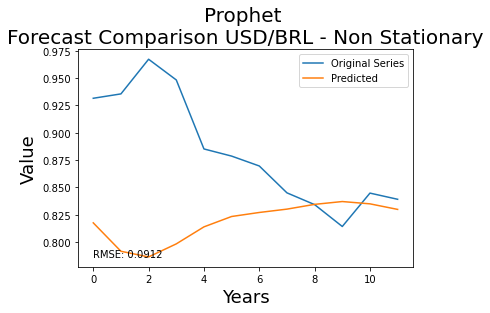 Prophet
Forecast Comparison USD/BRL - Non Stationary
Original Series
Predicted
0.975
0.950
0.925
0.900
0.875
0.850
0.825
0.800
Value
RMSE: 0.0912
0 2 4 6 8 10
Years